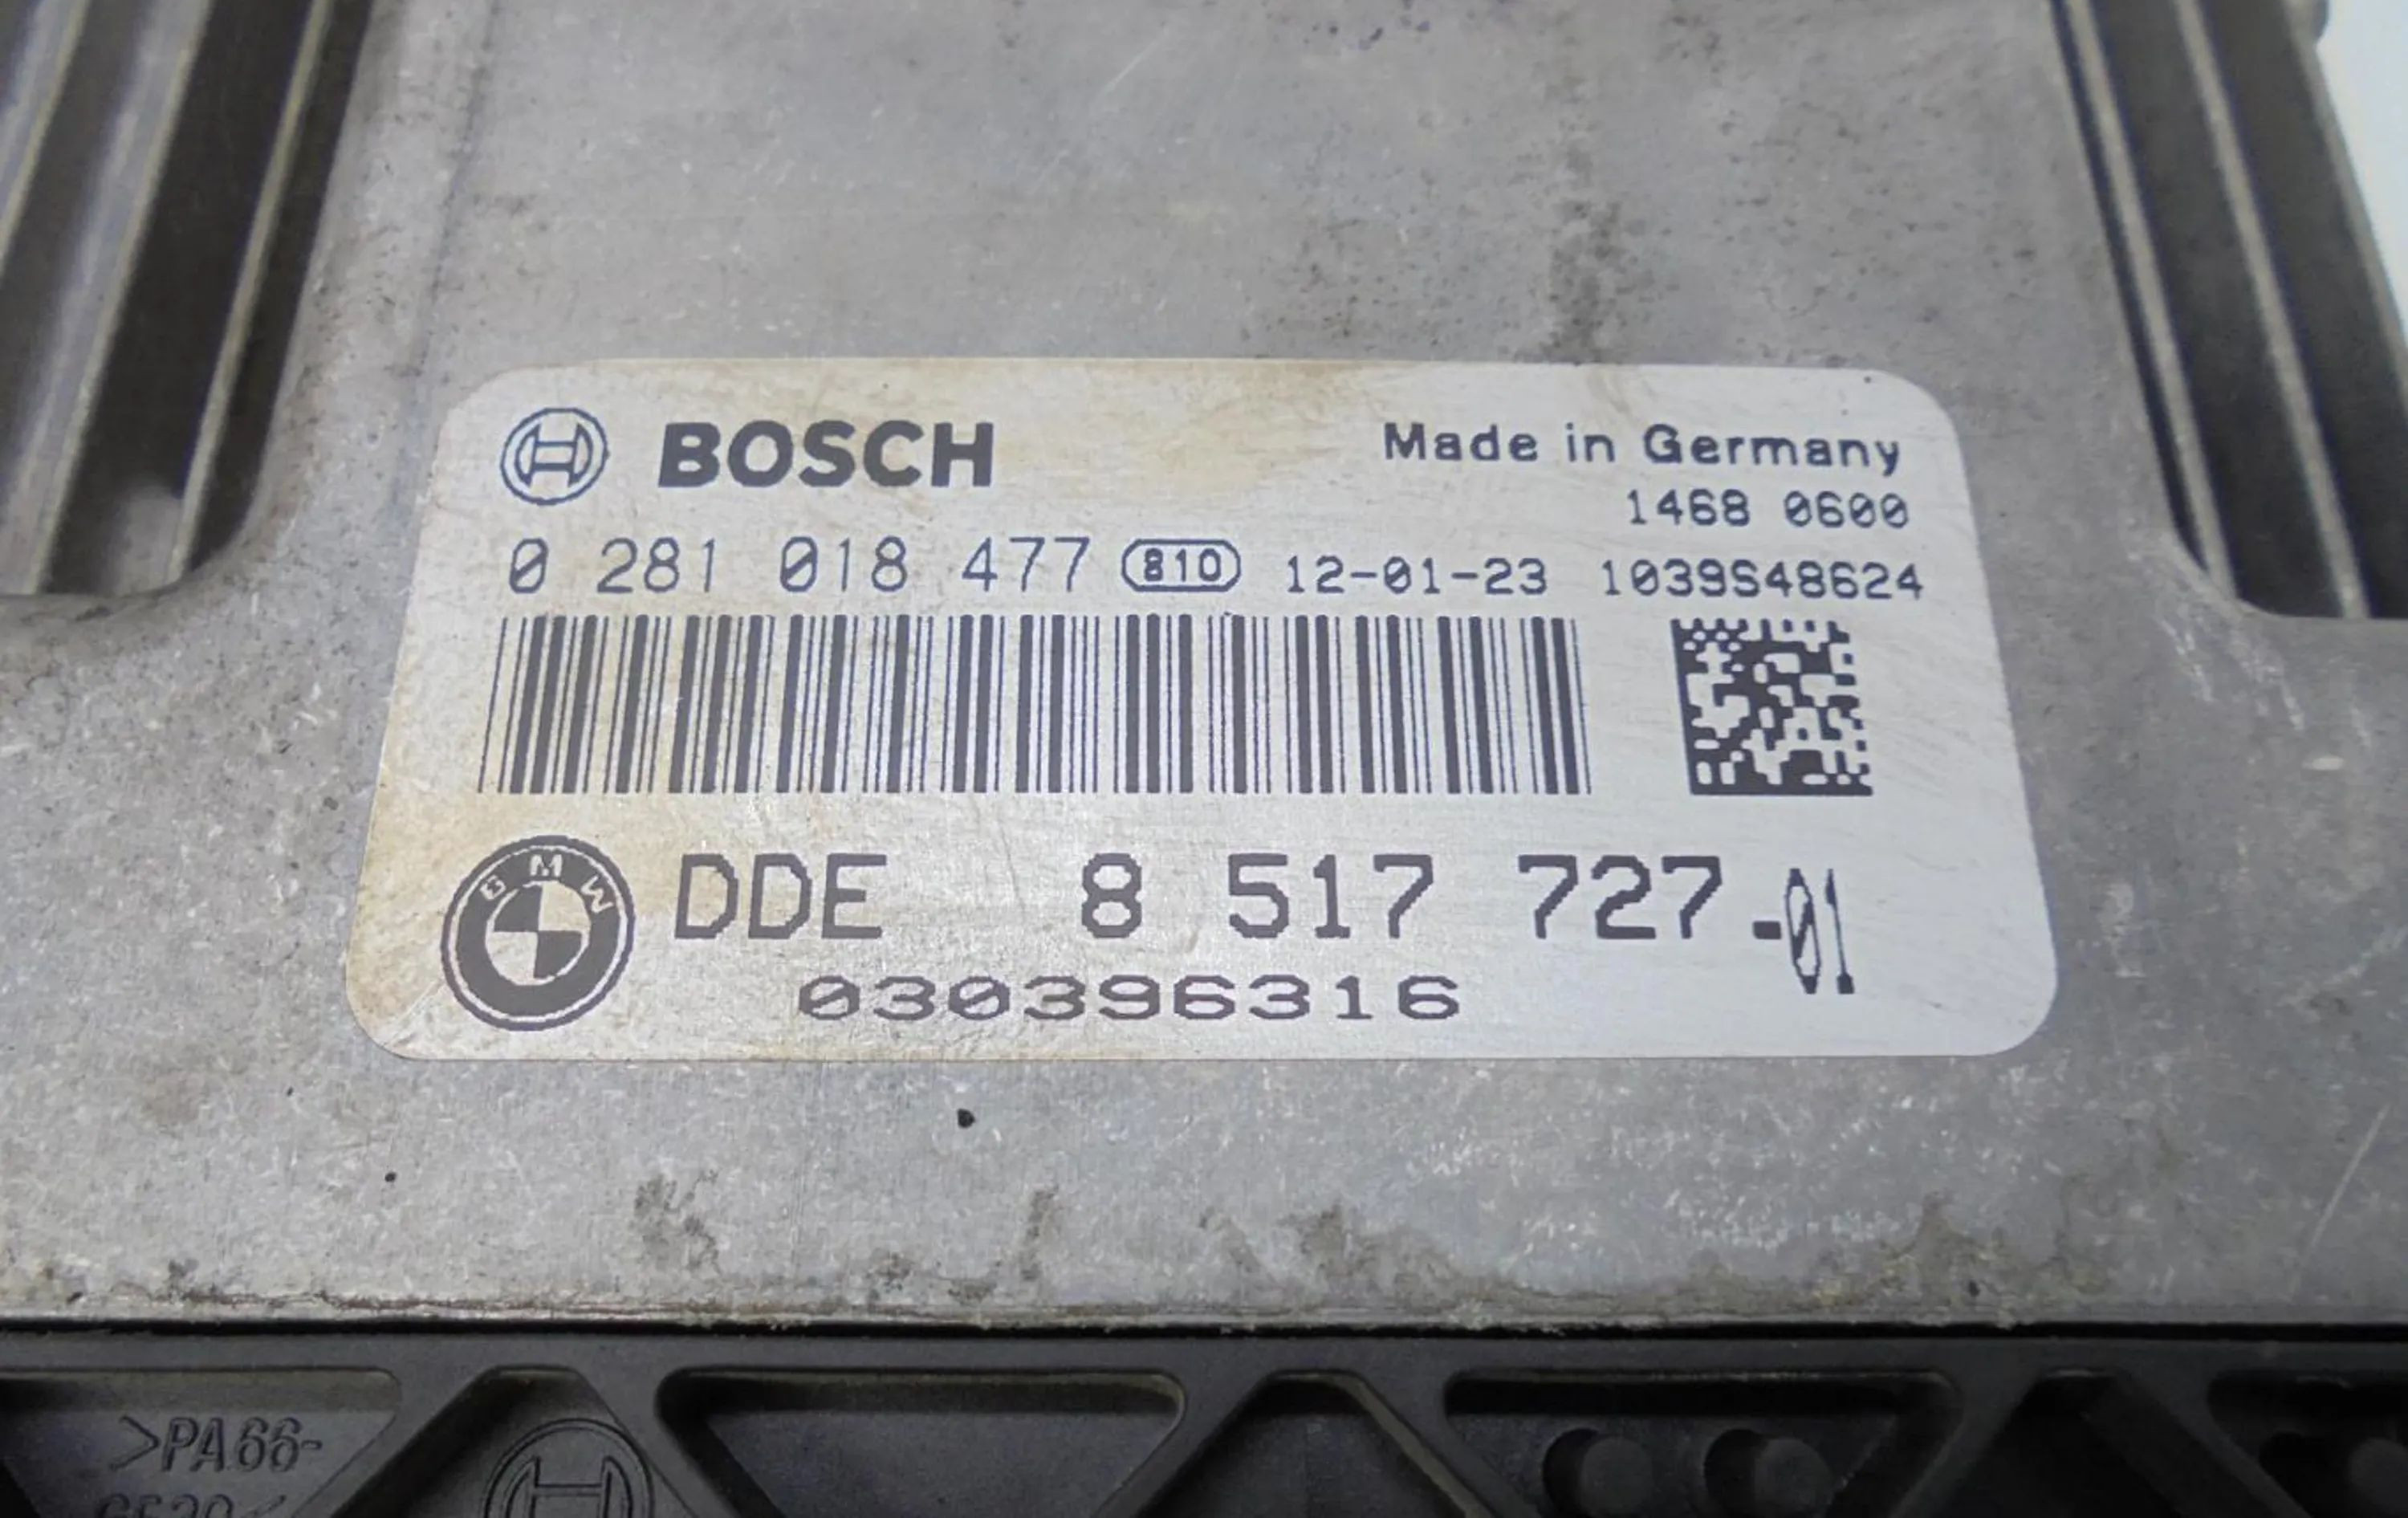 BOSCH
Made in Germany
1468 0600
0 281 018 477 810 12-01-23 1039S48624
BMW
DDE 8 517 727-01
030396316
>PA66-